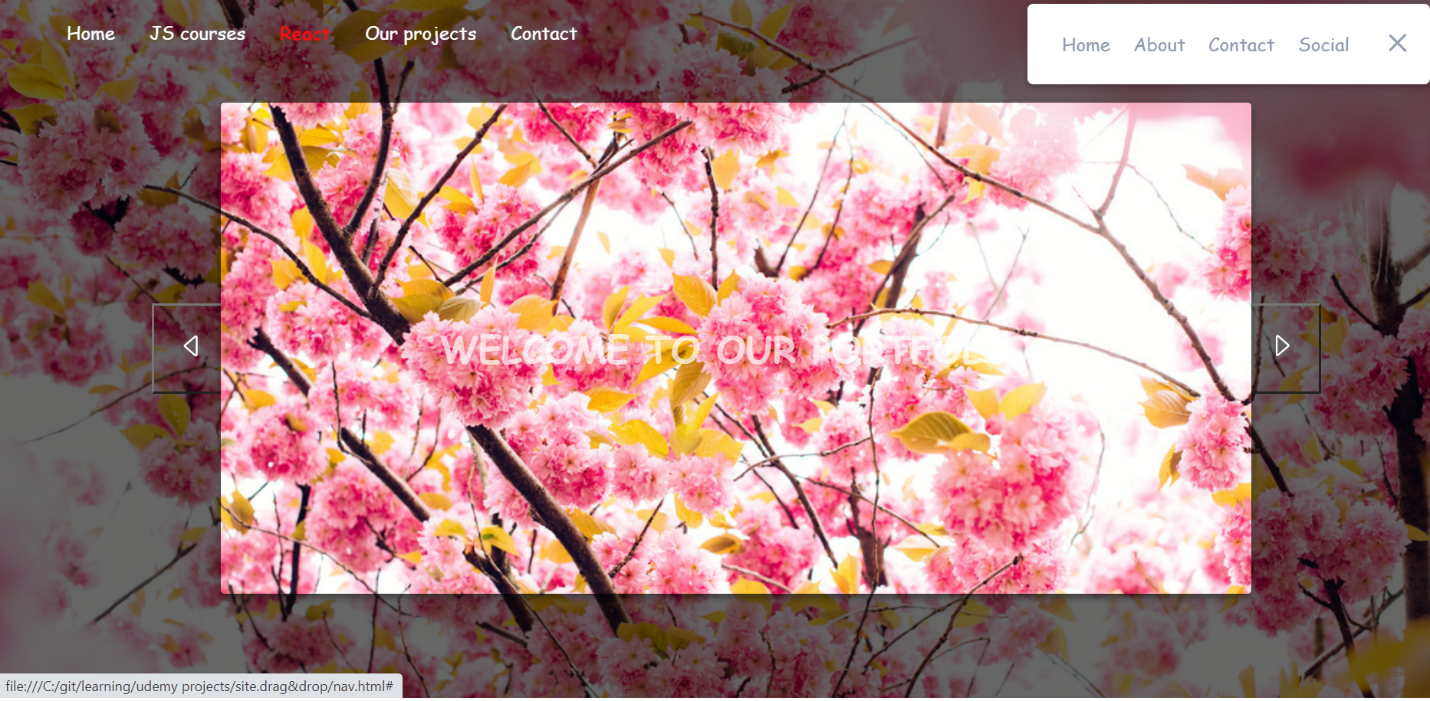 Home JS courses React Our projects Contact
Home About Contact Social
WELCOME TO OUR
file:///C:/git/learning/udemy projects/site.drag&drop/nav.html#